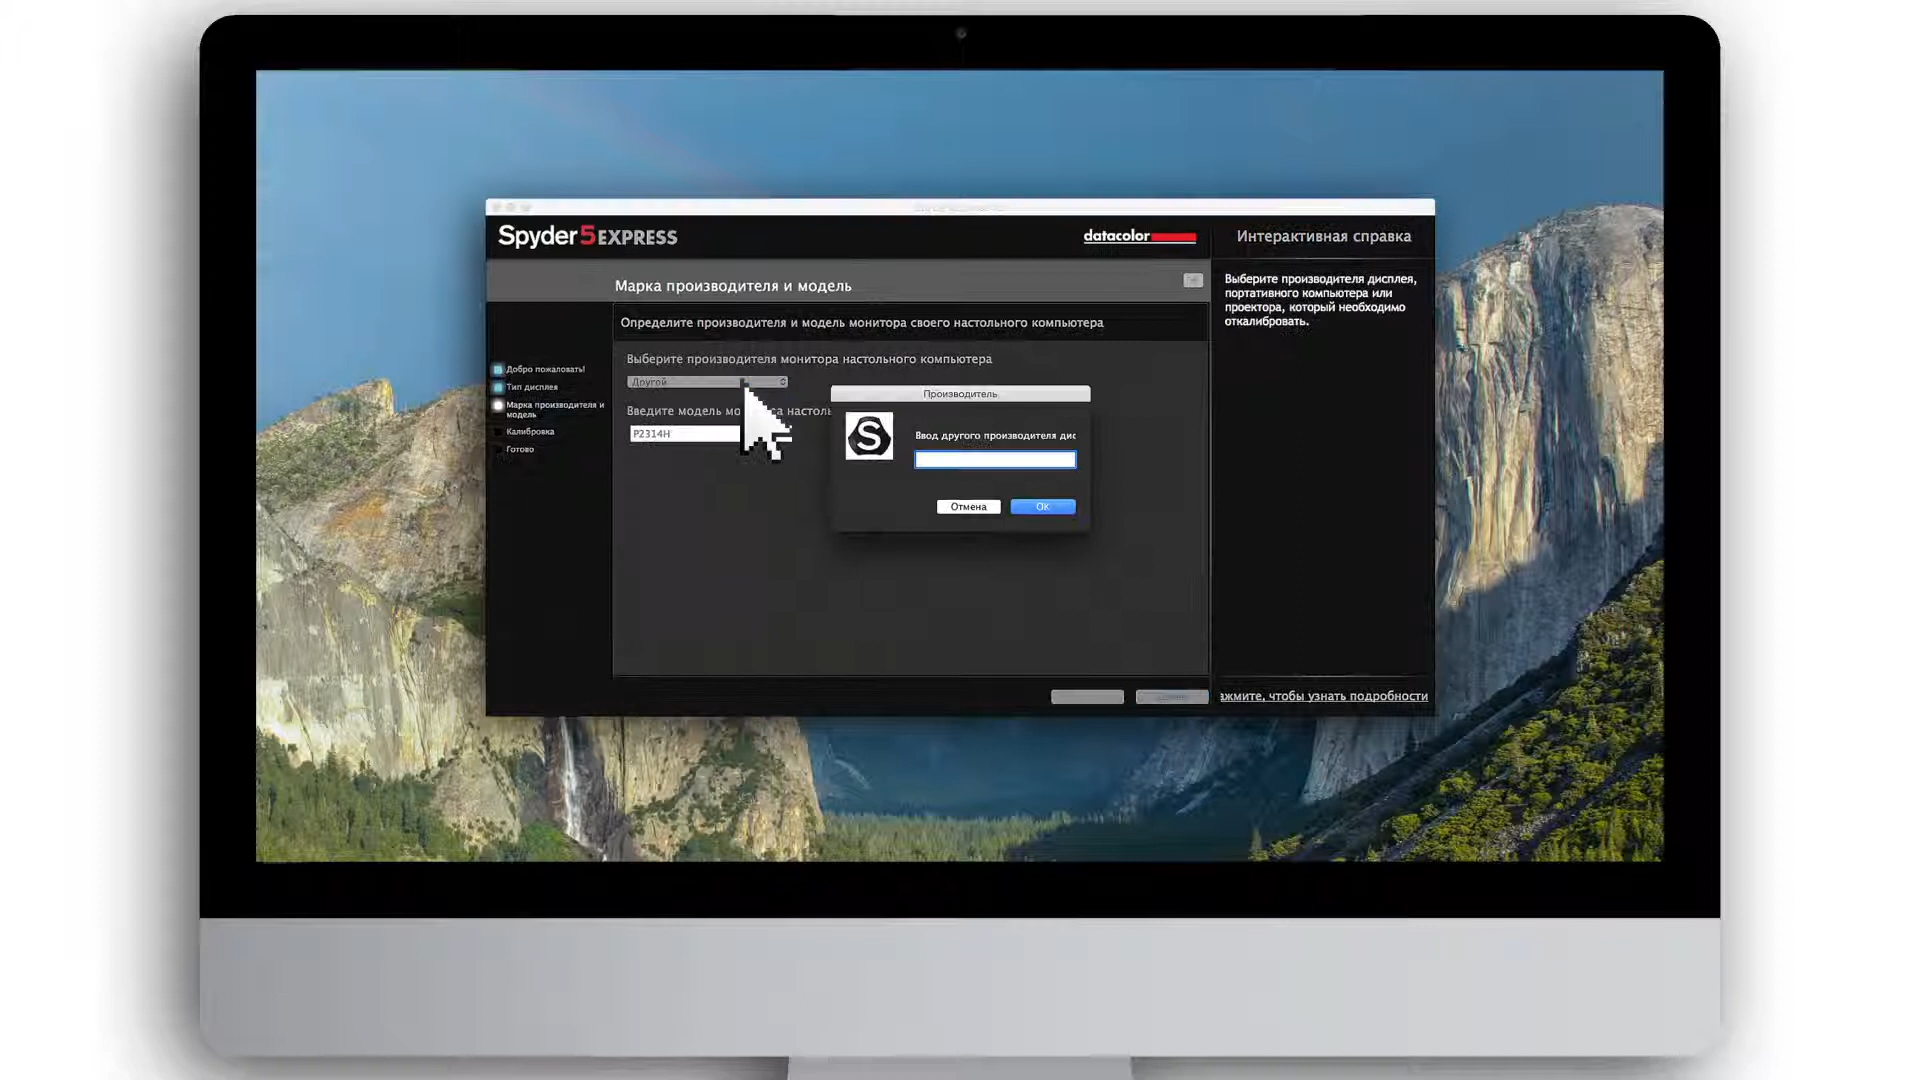 Spyder5EXPRESS
datacolor
Интерактивная справка
Марка производителя и модель
Выберите производителя дисплея,
портативного компьютера или
проектора, который необходимо
откалибровать.
Определите производителя и модель монитора своего настольного компьютера
Добро пожаловать!
Тип дисплея
Марка производителя и
модель
Калибровка
Готово
Выберите производителя монитора настольного компьютера
Другой
Введите модель
P2314H
Производитель
Ввод другого производителя дис
Отмена
OK
ажмите, чтобы узнать подробности